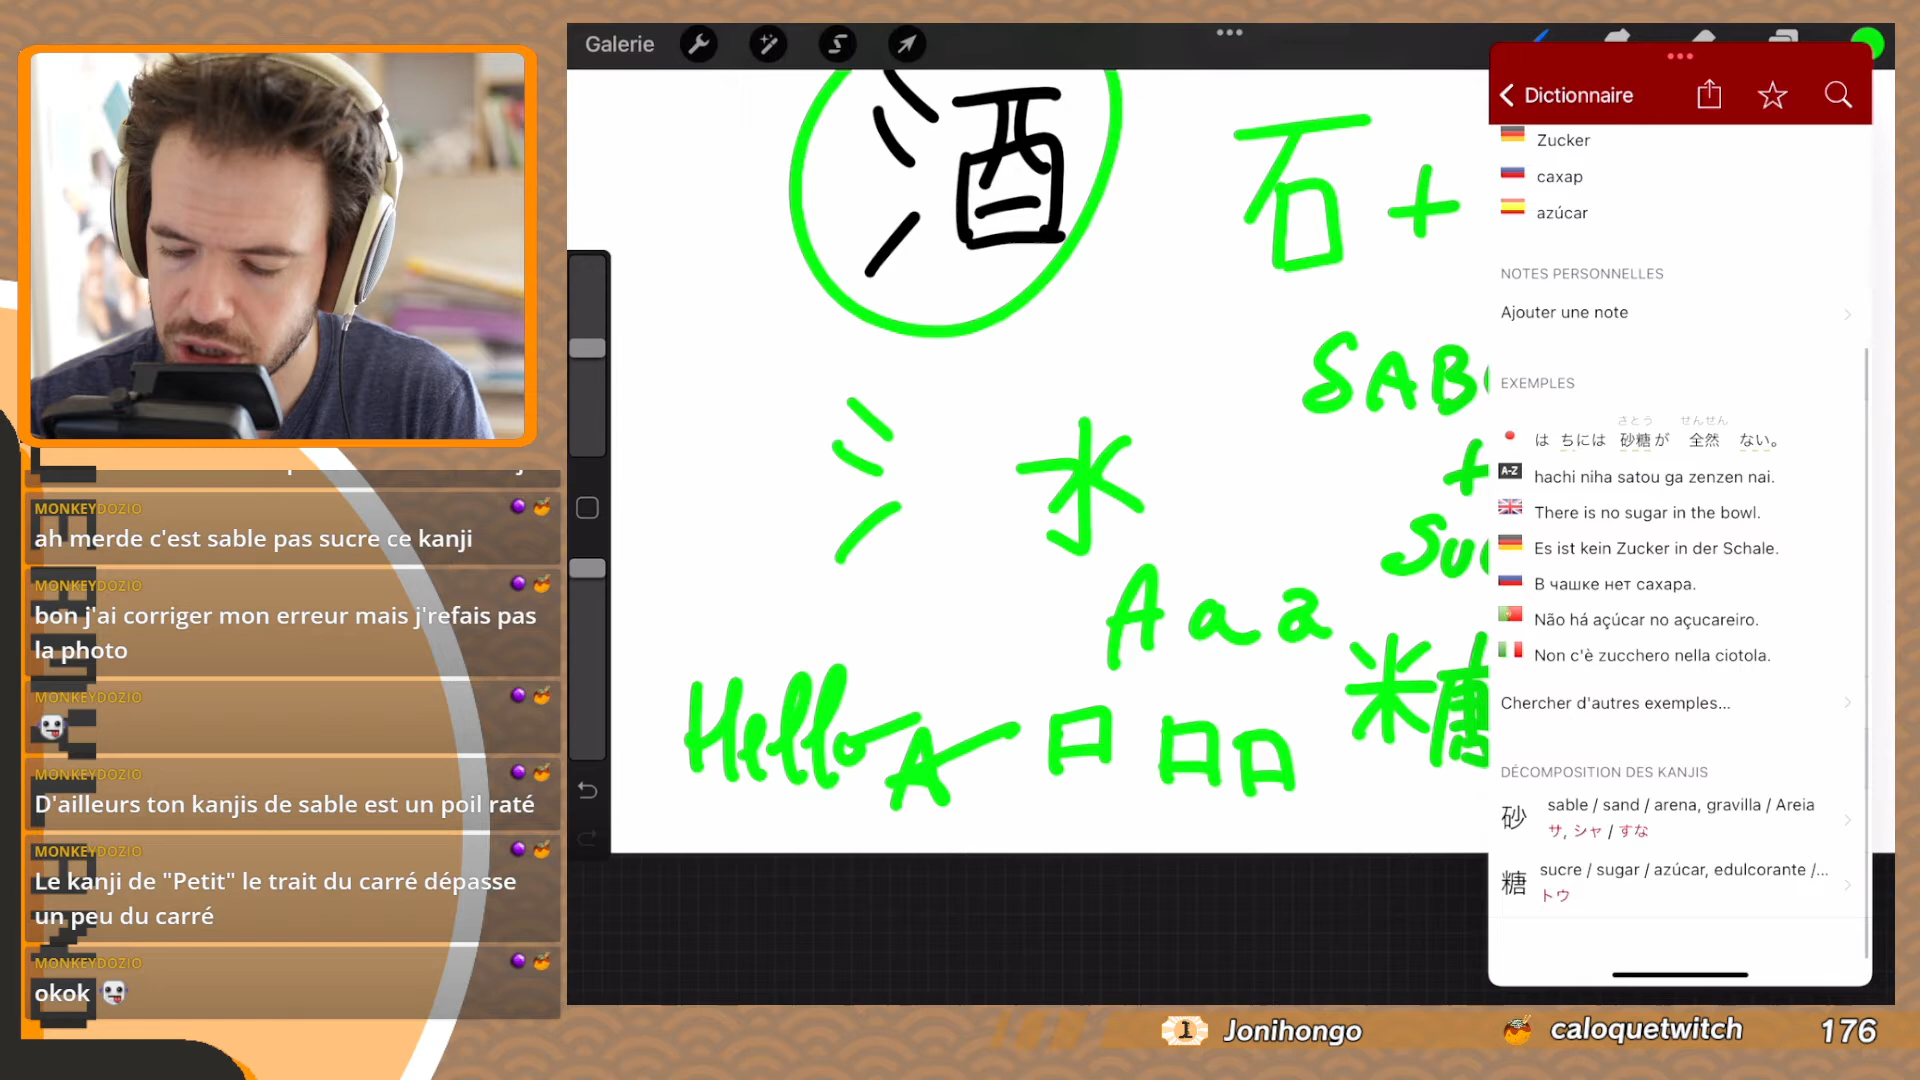 Galerie
酒
石+
SAB
+
Su
氵 水
A a a
Hello A 口 口口
糖
Dictionnaire
Zucker
сахар
azúcar
NOTES PERSONNELLES
Ajouter une note
EXEMPLES
さとう せんせん
は ちには 砂糖が 全然 ない。
A-Z hachi niha satou ga zenzen nai.
There is no sugar in the bowl.
Es ist kein Zucker in der Schale.
В чашке нет сахара.
Não há açúcar no açucareiro.
Non c'è zucchero nella ciotola.
Chercher d'autres exemples...
DÉCOMPOSITION DES KANJIS
砂 sable / sand / arena, gravilla / Areia
サ, シャ / すな
糖 sucre / sugar / azúcar, edulcorante /...
トウ
MONKEYDOZIO
ah merde c'est sable pas sucre ce kanji
MONKEYDOZIO
bon j'ai corriger mon erreur mais j'refais pas
la photo
MONKEYDOZIO
MONKEYDOZIO
D'ailleurs ton kanjis de sable est un poil raté
MONKEYDOZIO
Le kanji de "Petit" le trait du carré dépasse
un peu du carré
MONKEYDOZIO
okok
1 Jonihongo
caloquetwitch 176